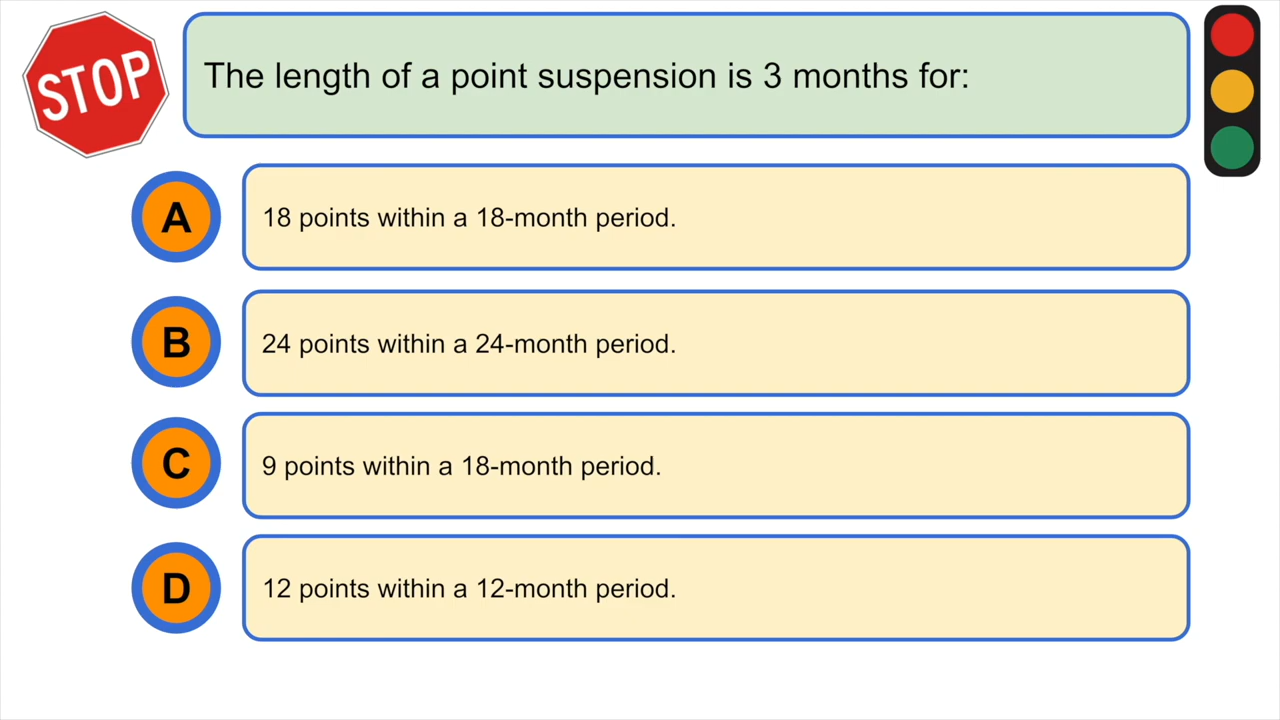 STOP
The length of a point suspension is 3 months for:
A
18 points within a 18-month period.
B
24 points within a 24-month period.
C
9 points within a 18-month period.
D
12 points within a 12-month period.